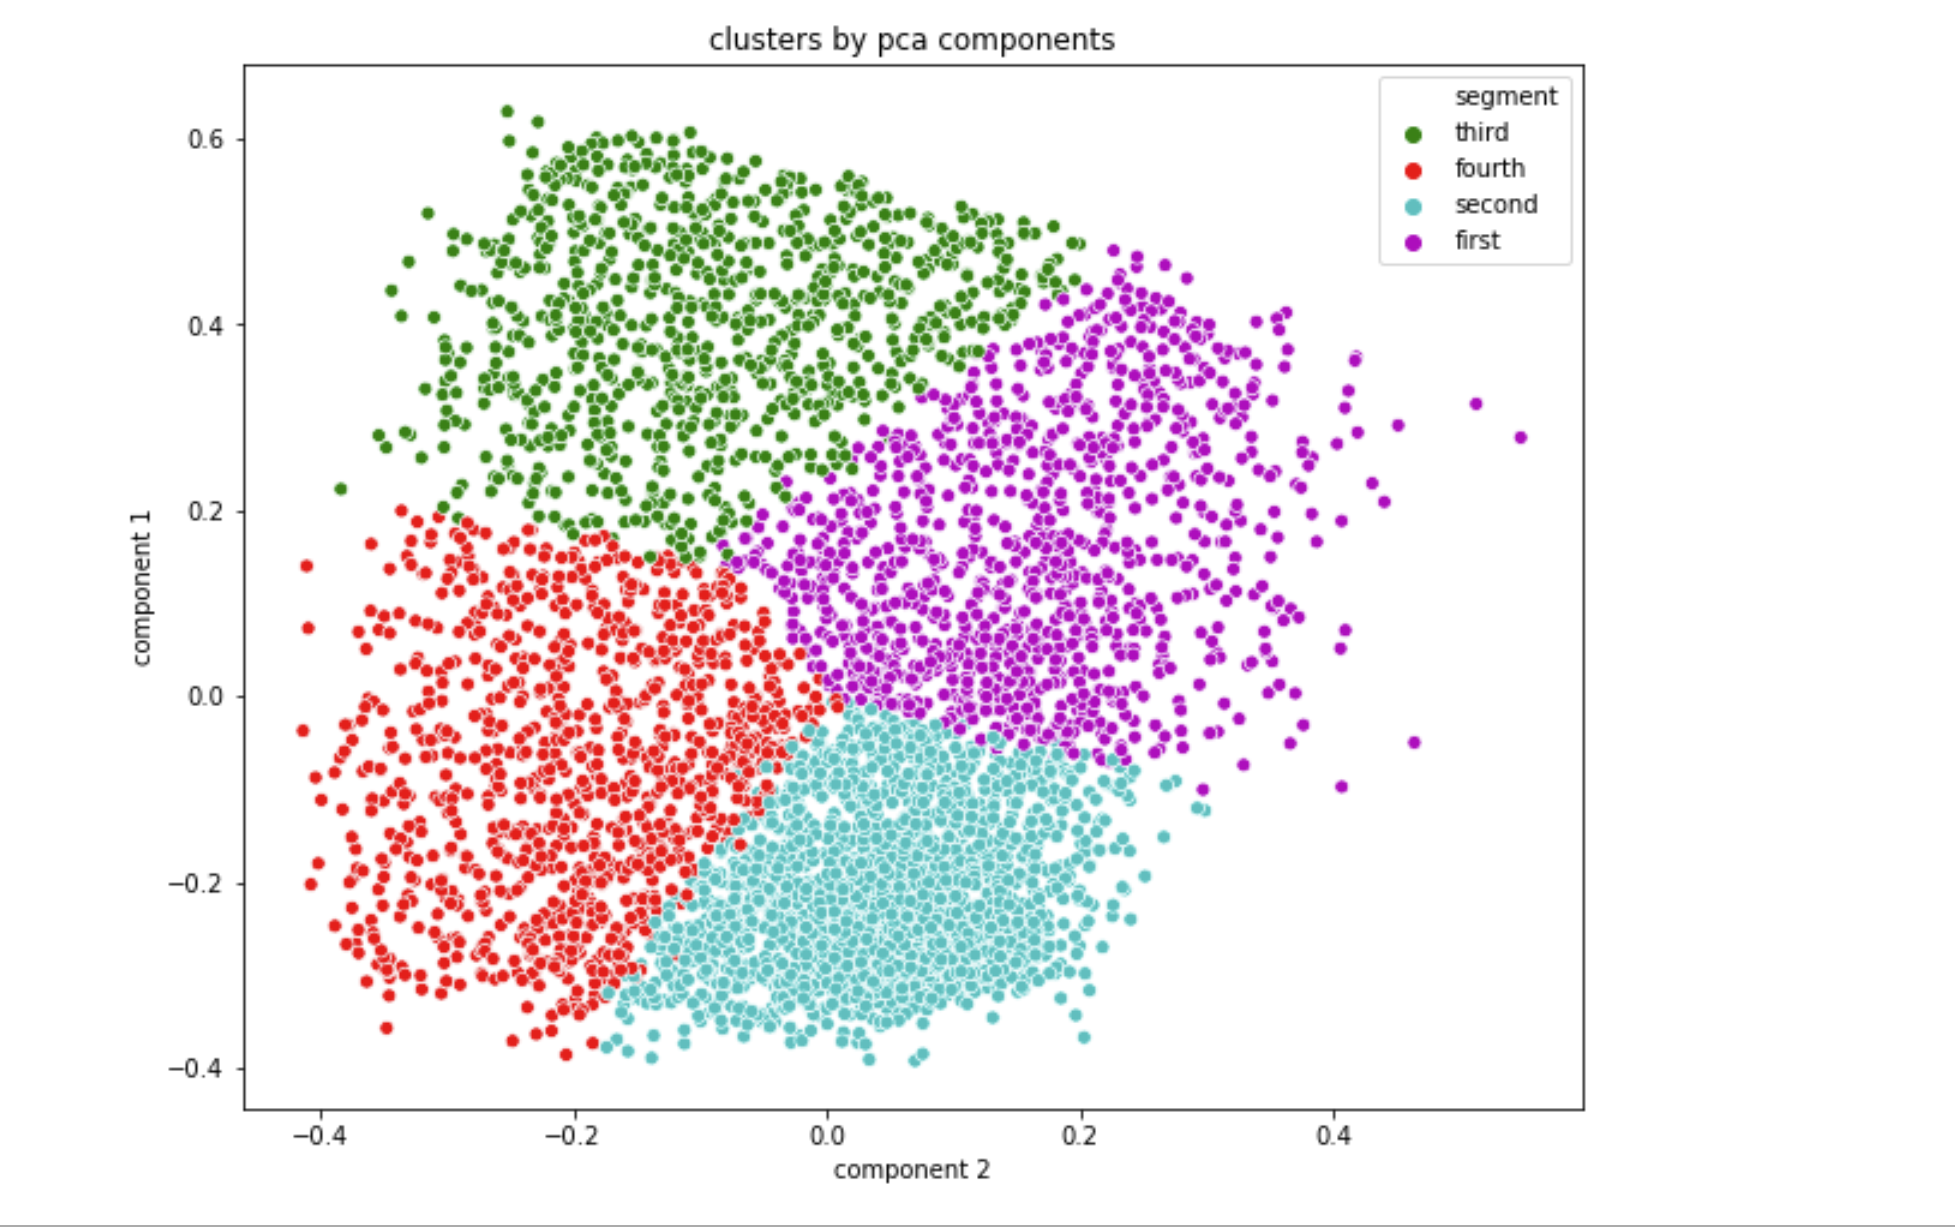 clusters by pca components
segment
third
fourth
second
first
component 1
0.6
0.4
0.2
0.0
−0.2
−0.4
−0.4
−0.2
0.0
0.2
0.4
component 2